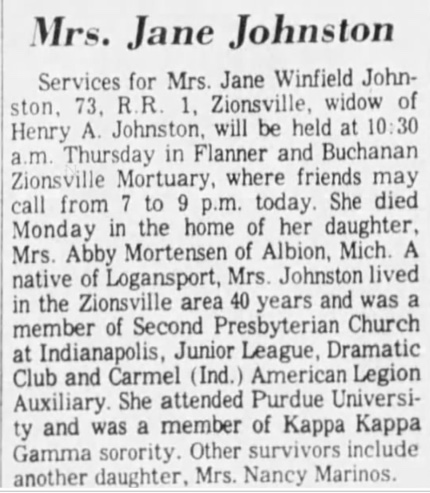 Mrs. Jane Johnston
Services for Mrs. Jane Winfield John-
ston, 73, R.R. 1, Zionsville, widow of
Henry A. Johnston, will be held at 10:30
a.m. Thursday in Flanner and Buchanan
Zionsville Mortuary, where friends may
call from 7 to 9 p.m. today. She died
Monday in the home of her daughter,
Mrs. Abby Mortensen of Albion, Mich. A
native of Logansport, Mrs. Johnston lived
in the Zionsville area 40 years and was a
member of Second Presbyterian Church
at Indianapolis, Junior League, Dramatic
Club and Carmel (Ind.) American Legion
Auxiliary. She attended Purdue Universi-
ty and was a member of Kappa Kappa
Gamma sorority. Other survivors include
another daughter, Mrs. Nancy Marinos.